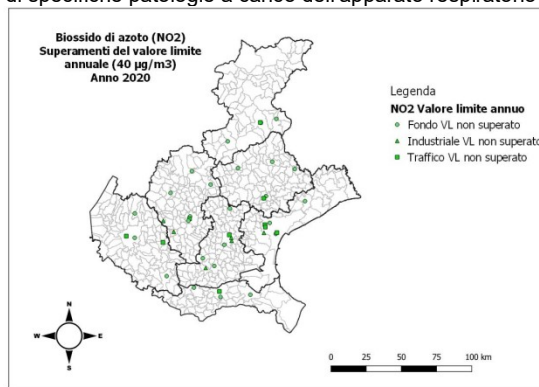 di specifiche patologie a carico dell'apparato respiratorio
Biossido di azoto (NO2)
Superamenti del valore limite
annuale (40 µg/m3)
Anno 2020
Legenda
NO2 Valore limite annuo
Fondo VL non superato
Industriale VL non superato
Traffico VL non superato
N
W E
S
0 25 50 75 100 km